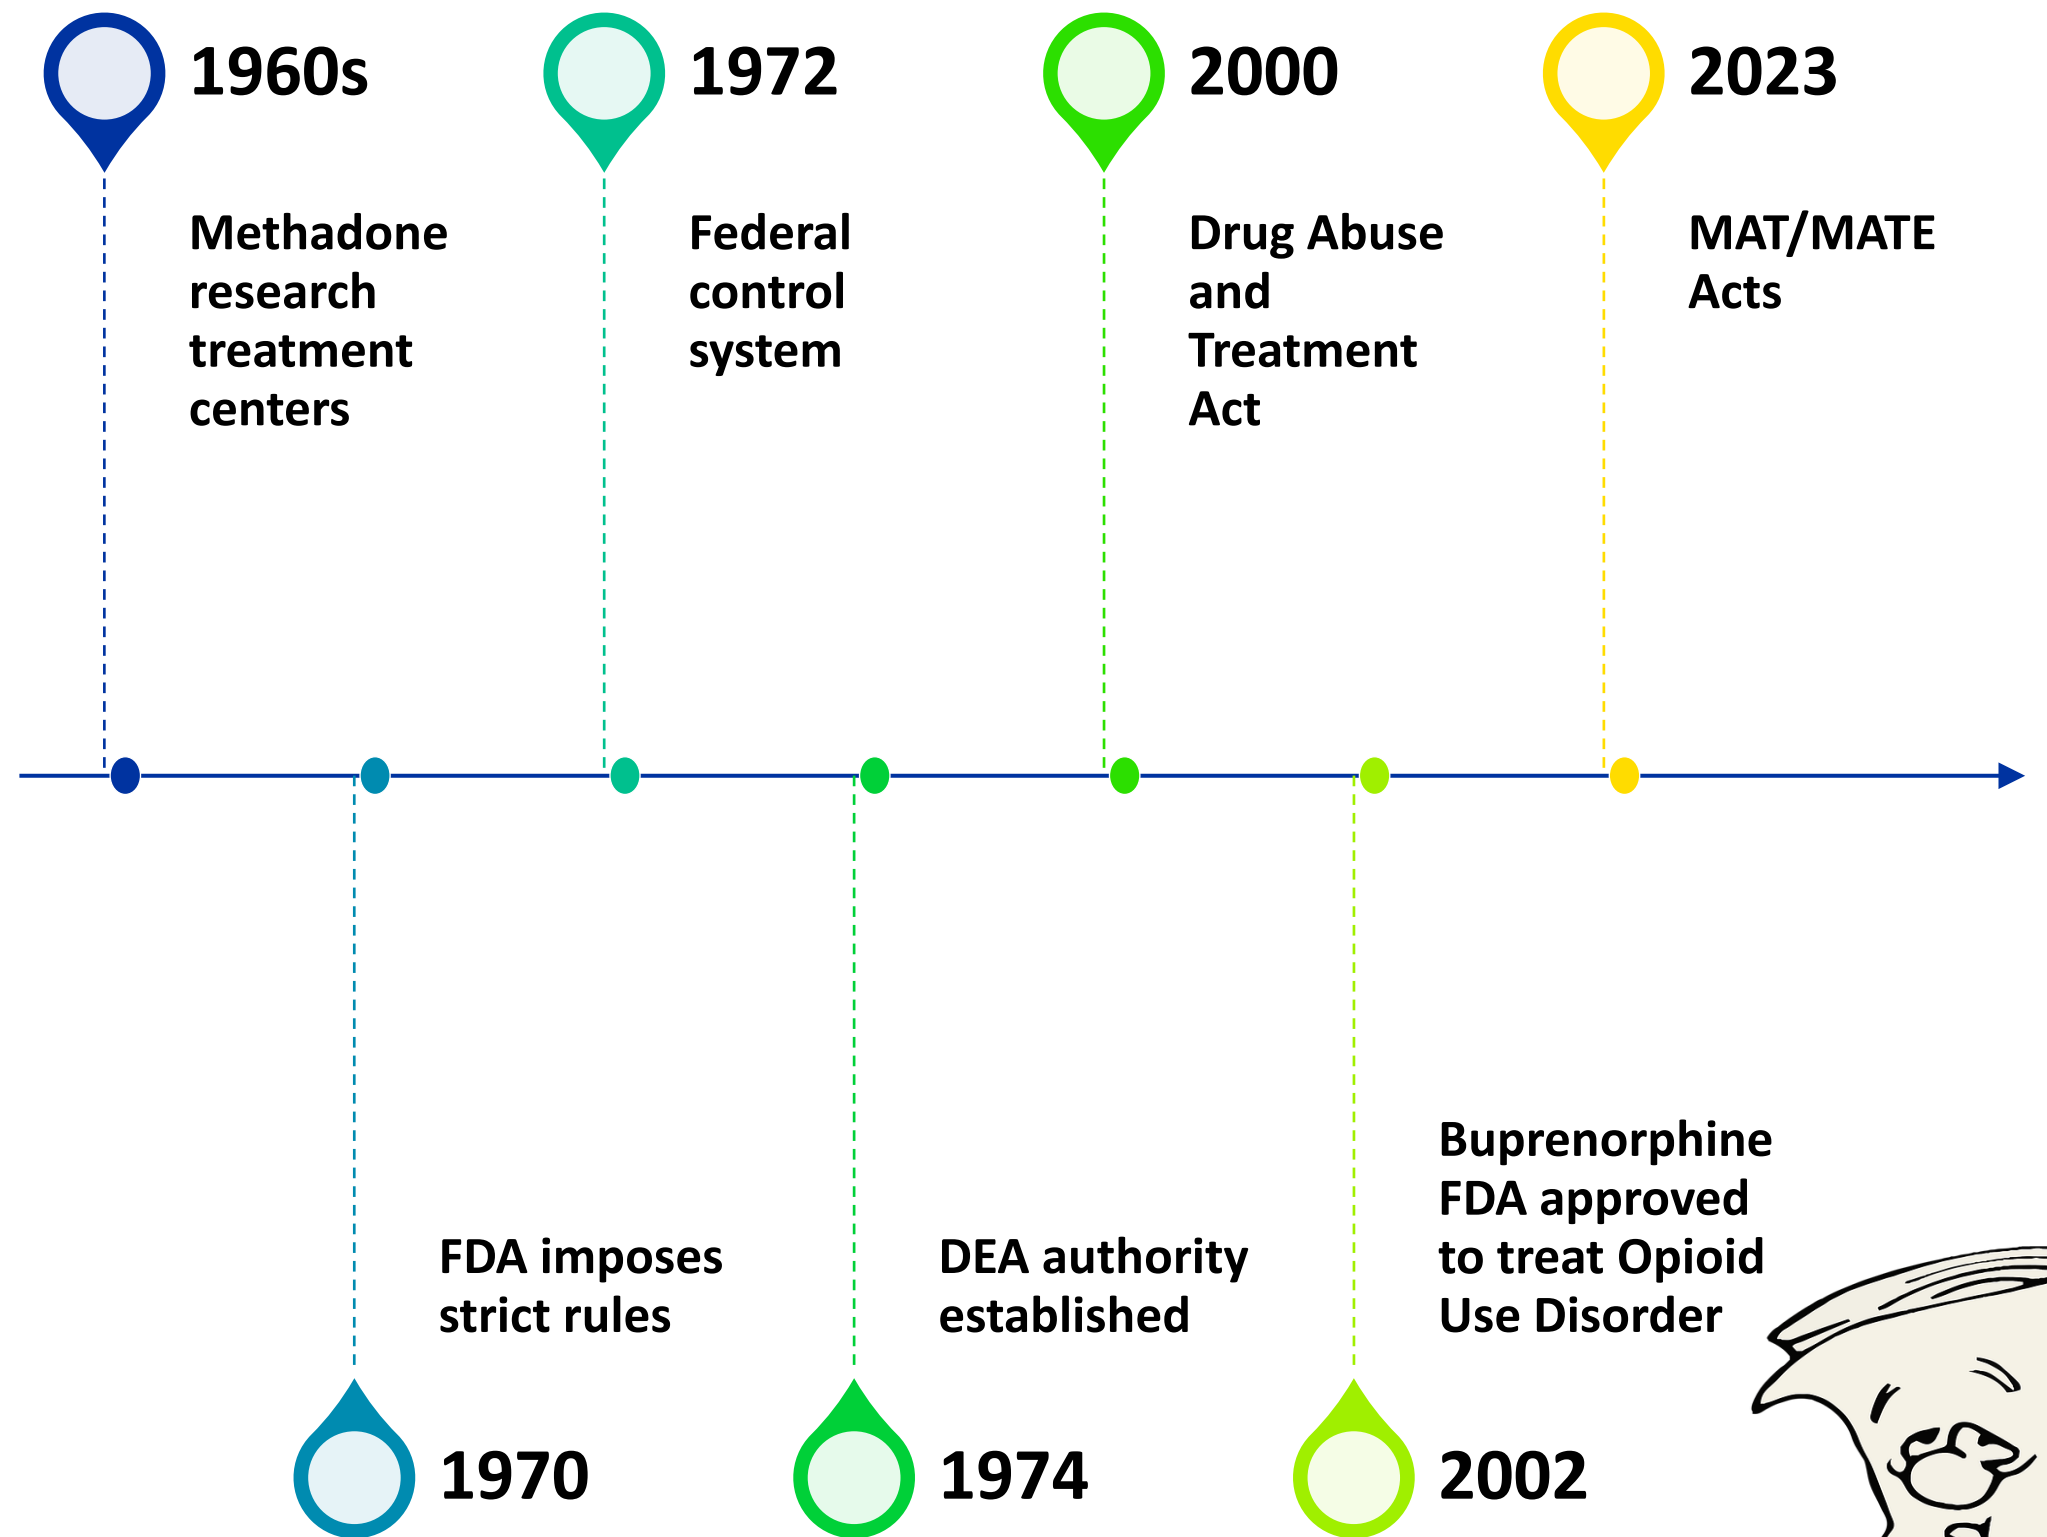 1960s
Methadone
research
treatment
centers
1970
FDA imposes
strict rules
1972
Federal
control
system
1974
DEA authority
established
2000
Drug Abuse
and
Treatment
Act
2002
Buprenorphine
FDA approved
to treat Opioid
Use Disorder
2023
MAT/MATE
Acts